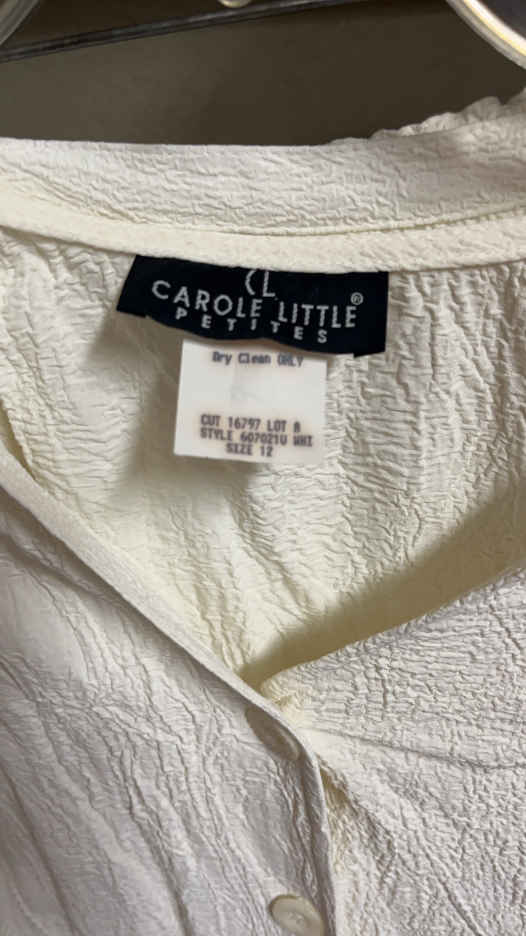 CL
CAROLE LITTLE®
PETITES
Dry Clean ONLY
CUT 16797 LOT A
STYLE 607021U WHI
SIZE 12